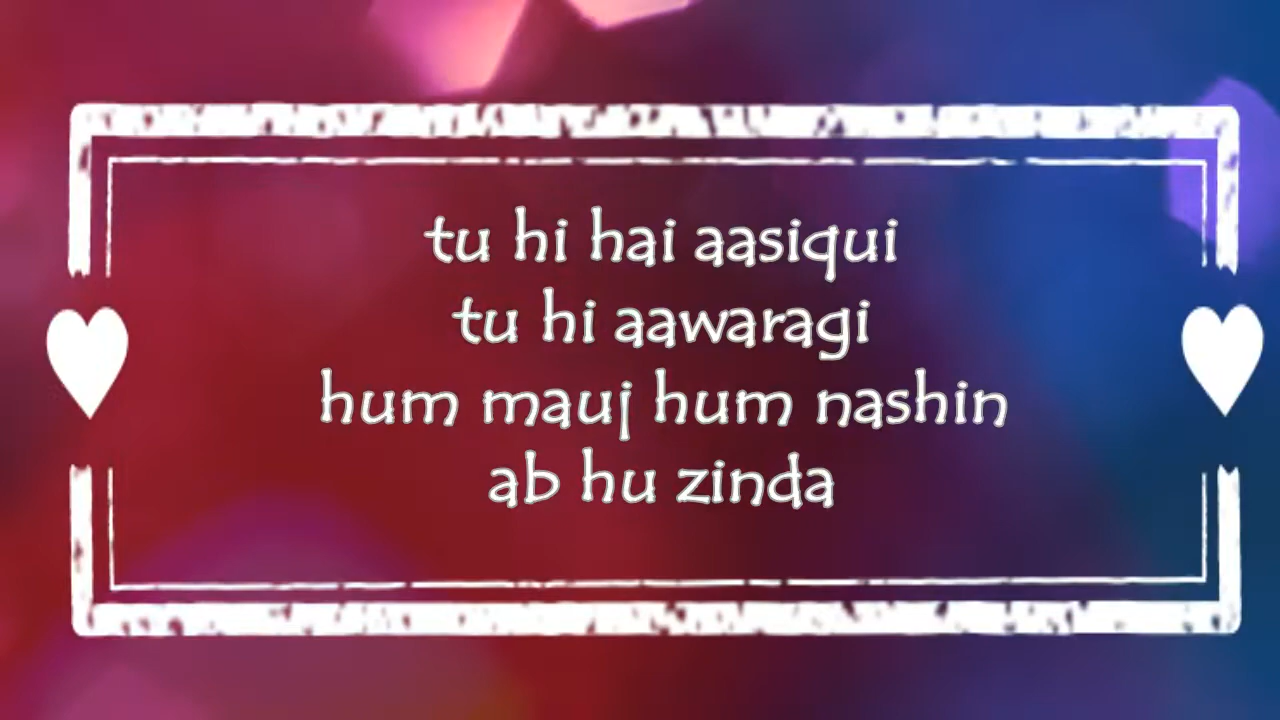 tu hi hai aasiqui
tu hi aawaragi
hum mauj hum nashin
ab hu zinda